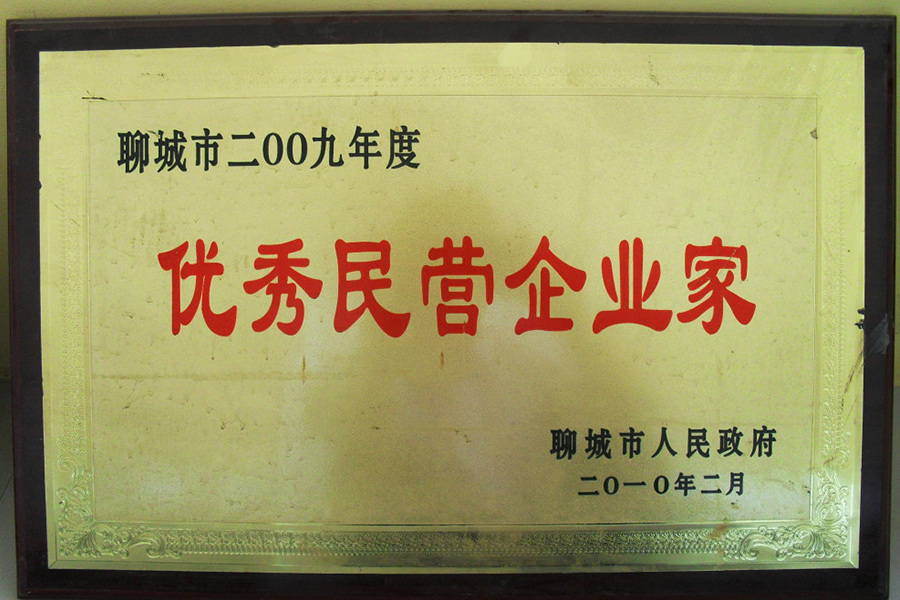 聊城市二00九年度
优秀民营企业家
聊城市人民政府
二0一0年二月